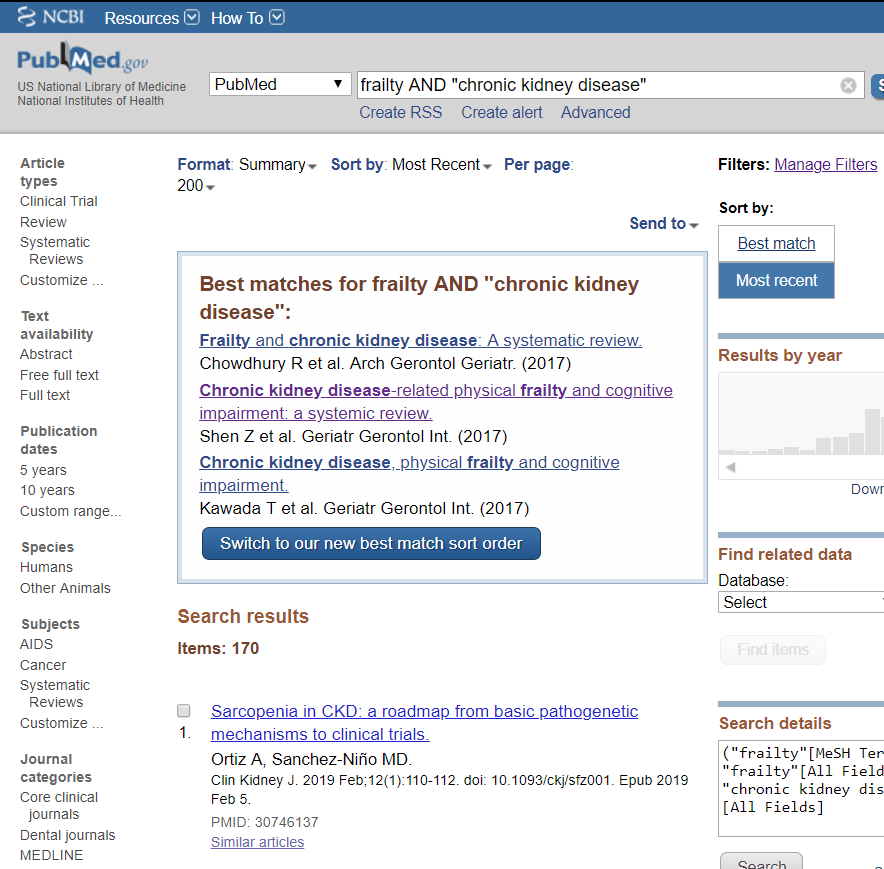 NCBI Resources How To
PubMed.gov
US National Library of Medicine
National Institutes of Health
PubMed
frailty AND "chronic kidney disease"
Create RSS Create alert Advanced
Article
types
Clinical Trial
Review
Systematic
Reviews
Customize ...
Text
availability
Abstract
Free full text
Full text
Publication
dates
5 years
10 years
Custom range...
Species
Humans
Other Animals
Subjects
AIDS
Cancer
Systematic
Reviews
Customize ...
Journal
categories
Core clinical
journals
Dental journals
MEDLINE
Format: Summary Sort by: Most Recent Per page:
200
Send to
Best matches for frailty AND "chronic kidney
disease":
Frailty and chronic kidney disease: A systematic review.
Chowdhury R et al. Arch Gerontol Geriatr. (2017)
Chronic kidney disease-related physical frailty and cognitive
impairment: a systemic review.
Shen Z et al. Geriatr Gerontol Int. (2017)
Chronic kidney disease, physical frailty and cognitive
impairment.
Kawada T et al. Geriatr Gerontol Int. (2017)
Switch to our new best match sort order
Search results
Items: 170
1.
Sarcopenia in CKD: a roadmap from basic pathogenetic
mechanisms to clinical trials.
Ortiz A, Sanchez-Niño MD.
Clin Kidney J. 2019 Feb;12(1):110-112. doi: 10.1093/ckj/sfz001. Epub 2019
Feb 5.
PMID: 30746137
Similar articles
Filters: Manage Filters
Sort by:
Best match
Most recent
Results by year
Down
Find related data
Database:
Select
Find items
Search details
("frailty"[MeSH Ter
"frailty"[All Field
"chronic kidney dis
[All Fields]
Search